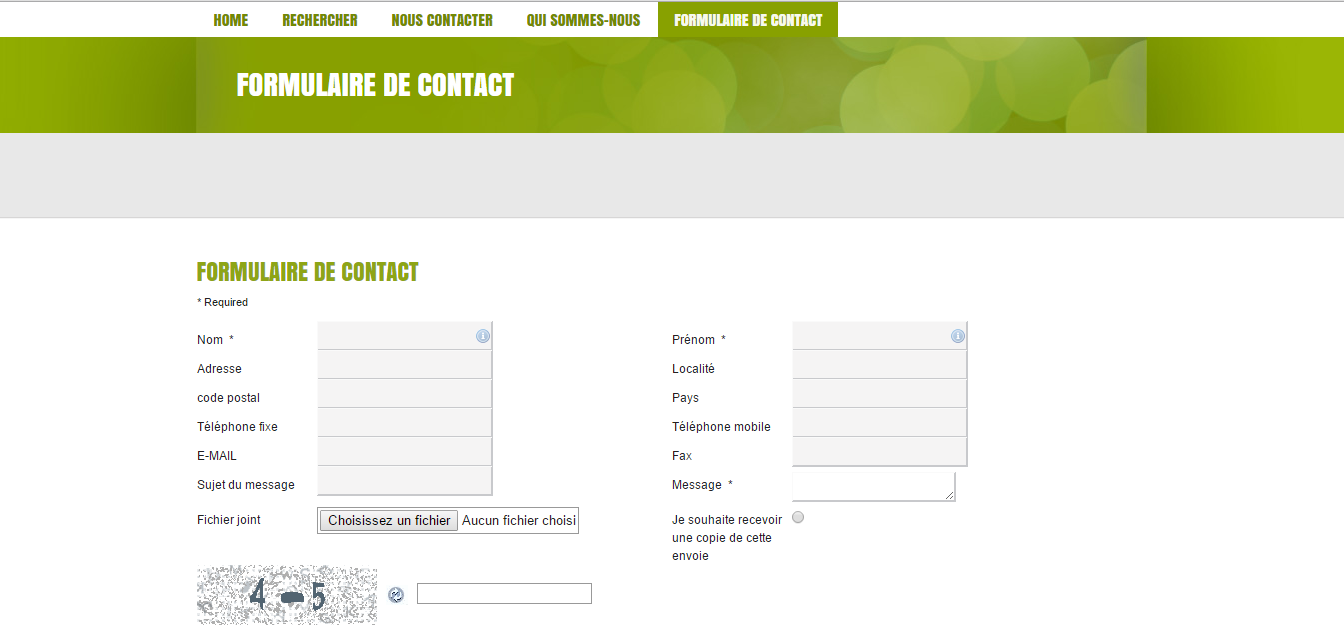 HOME RECHERCHER NOUS CONTACTER QUI SOMMES-NOUS FORMULAIRE DE CONTACT
FORMULAIRE DE CONTACT
FORMULAIRE DE CONTACT
* Required
Nom * Prénom *
Adresse Localité
code postal Pays
Téléphone fixe Téléphone mobile
E-MAIL Fax
Sujet du message Message *
Fichier joint Choisissez un fichier Aucun fichier choisi Je souhaite recevoir
une copie de cette
envoie
4 - 5